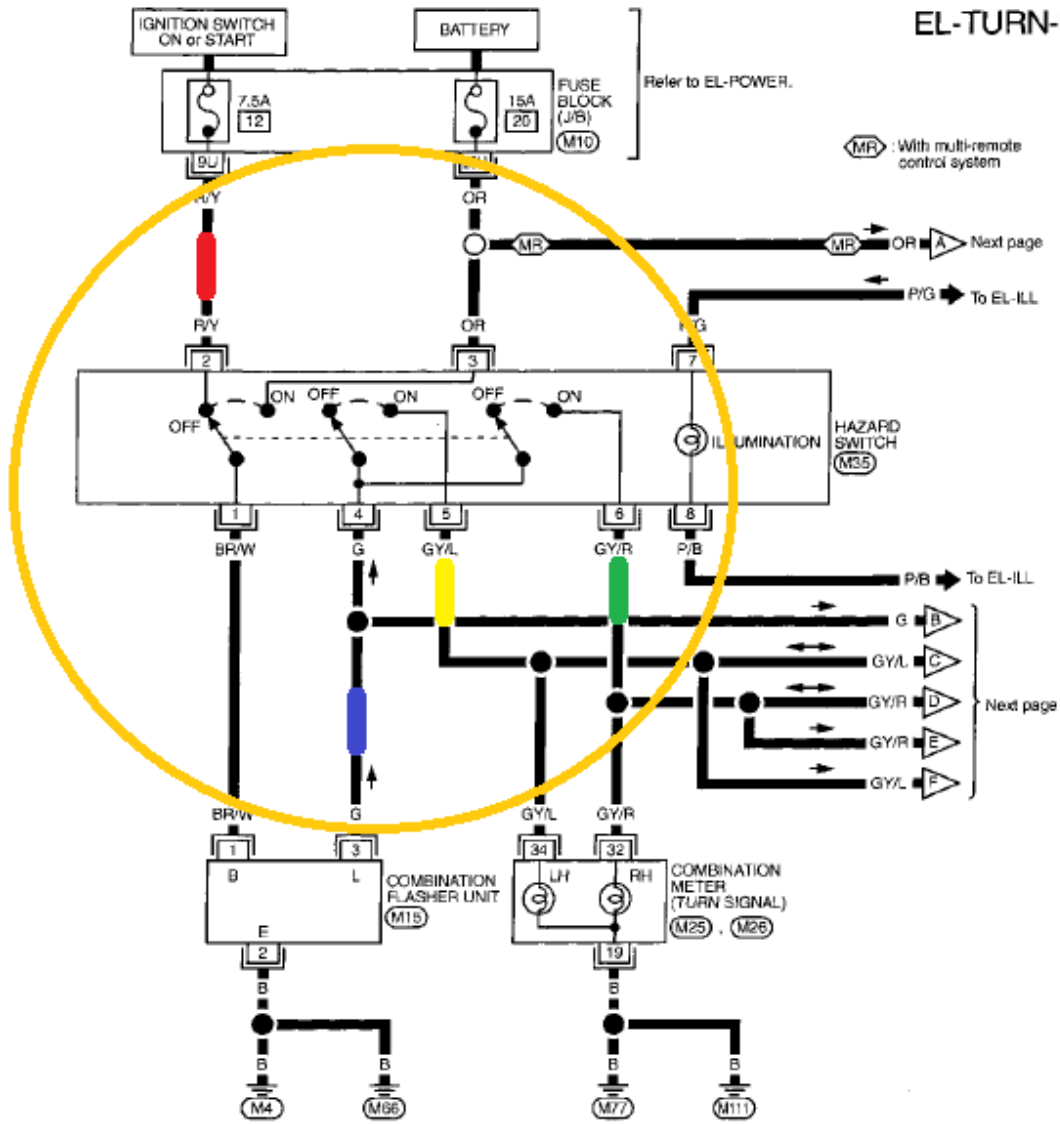 EL-TURN-
IGNITION SWITCH
ON or START
BATTERY
Refer to EL-POWER.
7.5A
12
15A
20
FUSE
BLOCK
(J/B)
M10
MR : With multi-remote
control system
9U
R/Y
OR
MR
MR
OR
A
Next page
P/G
To EL-ILL
R/Y
OR
P/G
2
3
7
OFF
ON
OFF
ON
OFF
ON
ILLUMINATION
HAZARD
SWITCH
M35
1
4
5
6
8
BR/W
G
GY/L
GY/R
P/B
P/B
To EL-ILL
G
B
GY/L
C
GY/R
D
Next page
GY/R
E
GY/L
F
BR/W
G
GY/L
GY/R
1
3
34
32
B
L
E
2
COMBINATION
FLASHER UNIT
M15
LH
RH
19
COMBINATION
METER
(TURN SIGNAL)
M25 , M26
B
B
B
B
B
B
M4
M66
M77
M111